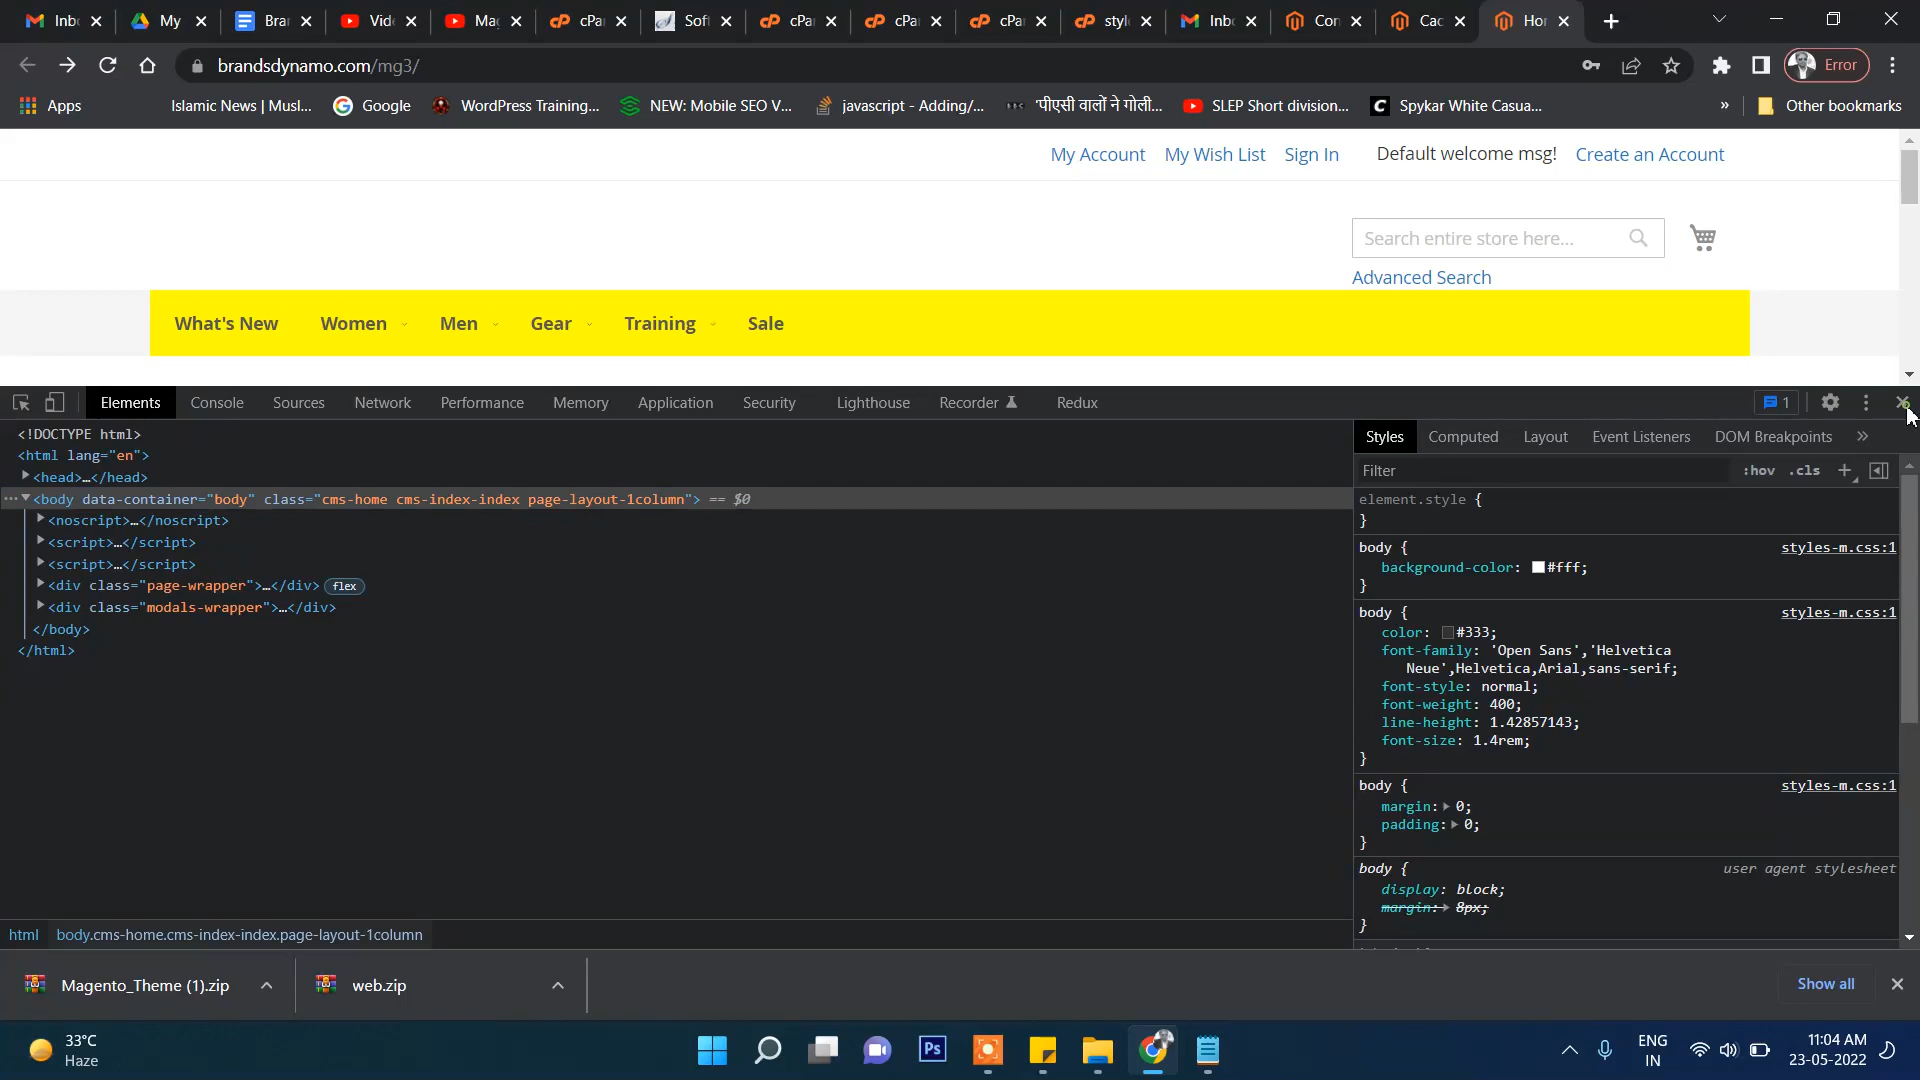 Inb My Bra Vid Ma cPa Sof cPa cPa cPa style Inb Con Cac Hor
brandsdynamo.com/mg3/ Error
Apps Islamic News | Musl... Google WordPress Training... NEW: Mobile SEO V... javascript - Adding/... 'पीएसी वालों ने गोली... SLEP Short division... Spykar White Casua... » Other bookmarks
My Account My Wish List Sign In Default welcome msg! Create an Account
Search entire store here...
Advanced Search
What's New Women Men Gear Training Sale
Elements Console Sources Network Performance Memory Application Security Lighthouse Recorder Redux 1
<!DOCTYPE html>
<html lang="en">
<head>…</head>
<body data-container="body" class="cms-home cms-index-index page-layout-1column"> == $0
<noscript>…</noscript>
<script>…</script>
<script>…</script>
<div class="page-wrapper">…</div> flex
<div class="modals-wrapper">…</div>
</body>
</html>
Styles Computed Layout Event Listeners DOM Breakpoints »
Filter :hov .cls +
element.style {
}
body { styles-m.css:1
background-color: #fff;
}
body { styles-m.css:1
color: #333;
font-family: 'Open Sans','Helvetica
Neue',Helvetica,Arial,sans-serif;
font-style: normal;
font-weight: 400;
line-height: 1.42857143;
font-size: 1.4rem;
}
body { styles-m.css:1
margin: 0;
padding: 0;
}
body { user agent stylesheet
display: block;
margin: 8px;
}
html body.cms-home.cms-index-index.page-layout-1column
Magento_Theme (1).zip web.zip Show all
33°C
Haze
Ps
ENG
IN
11:04 AM
23-05-2022